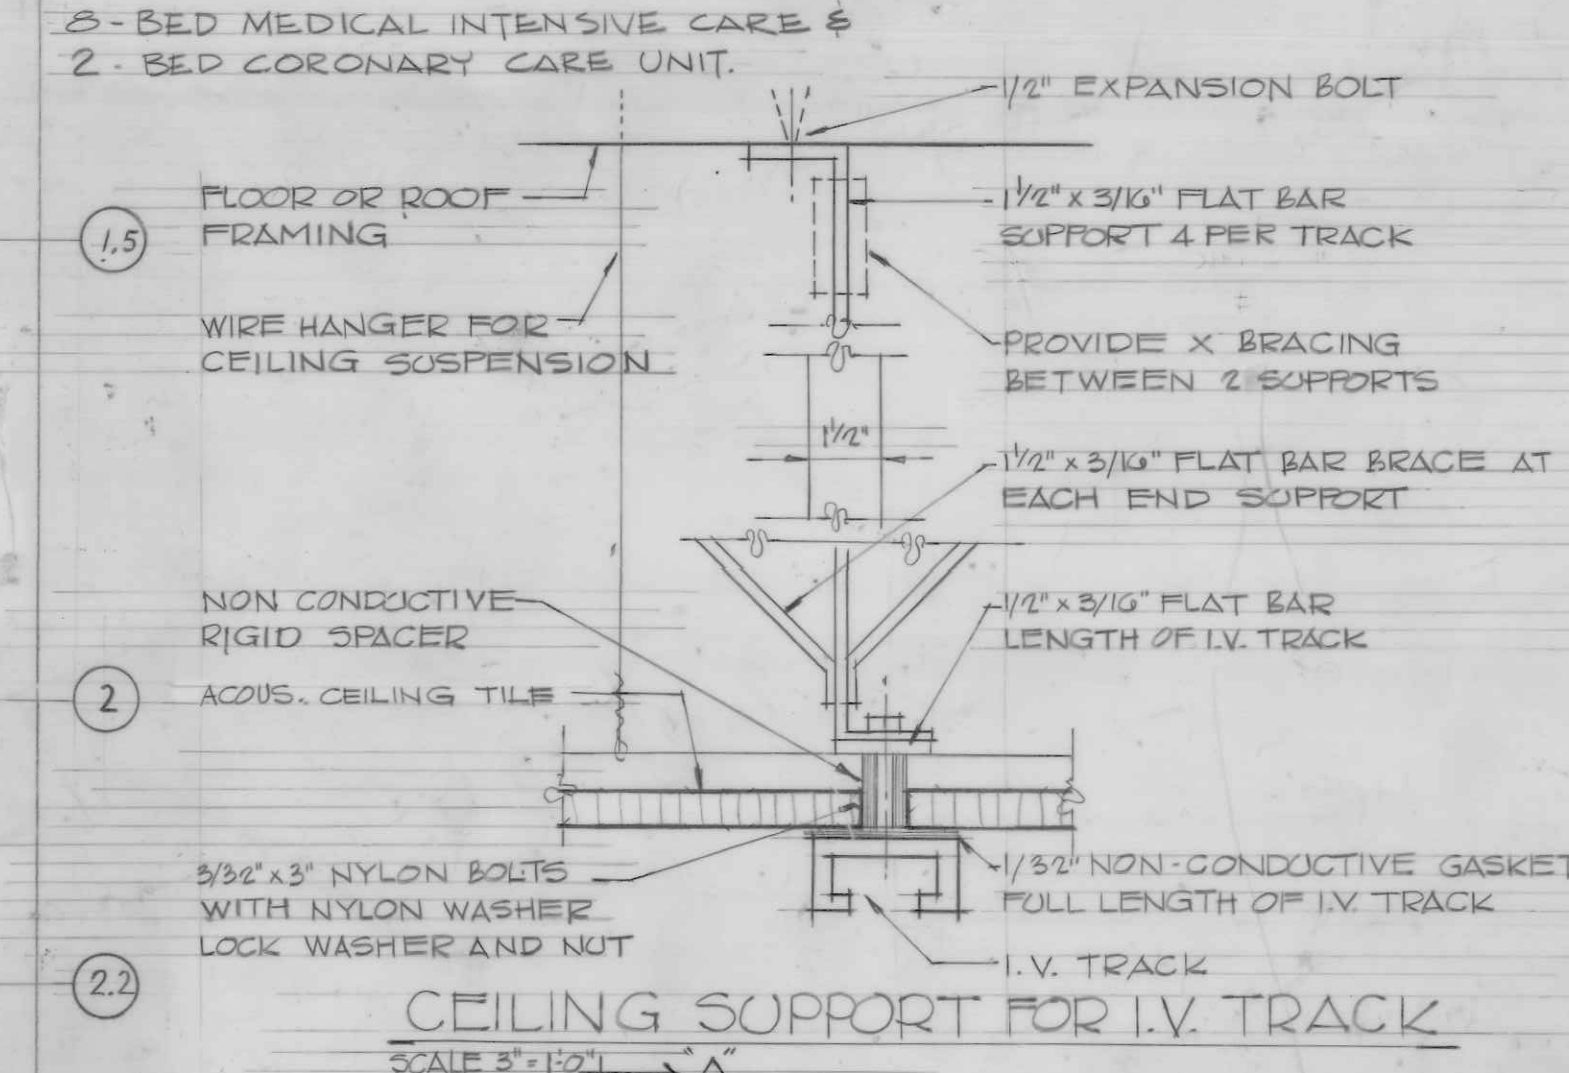 8-BED MEDICAL INTENSIVE CARE &
2-BED CORONARY CARE UNIT.
1/2" EXPANSION BOLT
FLOOR OR ROOF
FRAMING
1.5
1 1/2" x 3/16" FLAT BAR
SUPPORT 4 PER TRACK
WIRE HANGER FOR
CEILING SUSPENSION
PROVIDE X BRACING
BETWEEN 2 SUPPORTS
1 1/2"
1 1/2" x 3/16" FLAT BAR BRACE AT
EACH END SUPPORT
NON CONDUCTIVE
RIGID SPACER
1/2" x 3/16" FLAT BAR
LENGTH OF I.V. TRACK
2
ACOUS. CEILING TILE
3/32" x 3" NYLON BOLTS
WITH NYLON WASHER
LOCK WASHER AND NUT
1/32" NON-CONDUCTIVE GASKET
FULL LENGTH OF I.V. TRACK
I.V. TRACK
2.2
CEILING SUPPORT FOR I.V. TRACK
SCALE 3" = 1'-0" "A"